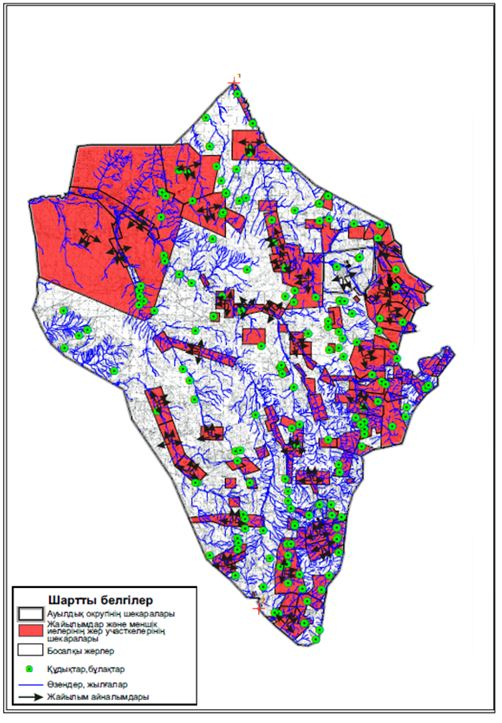 Шартты белгілер
Ауылдық округінің шекаралары
Жайылымдар және меншік
иелерінің жер учаскелерінің
шекаралары
Босалқы жерлер
Құдықтар,бұлақтар
Өзендер, жылғалар
Жайылым айналымдары